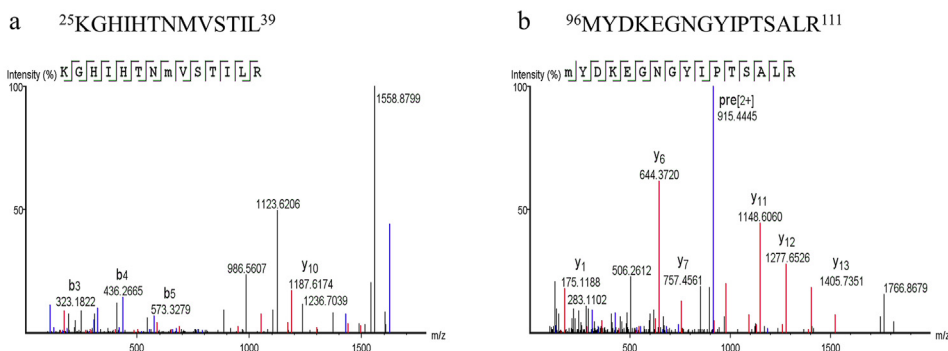 a ²⁵KGHIHTNMVSTIL³⁹
Intensity (%) K G H I H T N m V S T I L R
100
50
1558.8799
1123.6206
986.5607
y10
1187.6174
1236.7039
b3
323.1822
b4
436.2665
b5
573.3279
500 1000 1500 m/z
b ⁹⁶MYDKEGNGYIPTSALR¹¹¹
Intensity (%) m Y D K E G N G Y I P T S A L R
100
50
pre[2+]
915.4445
y6
644.3720
y11
1148.6060
y12
1277.6526
y7
757.4561
y13
1405.7351
y1
175.1188
283.1102
506.2612
1766.8679
500 1000 1500 m/z